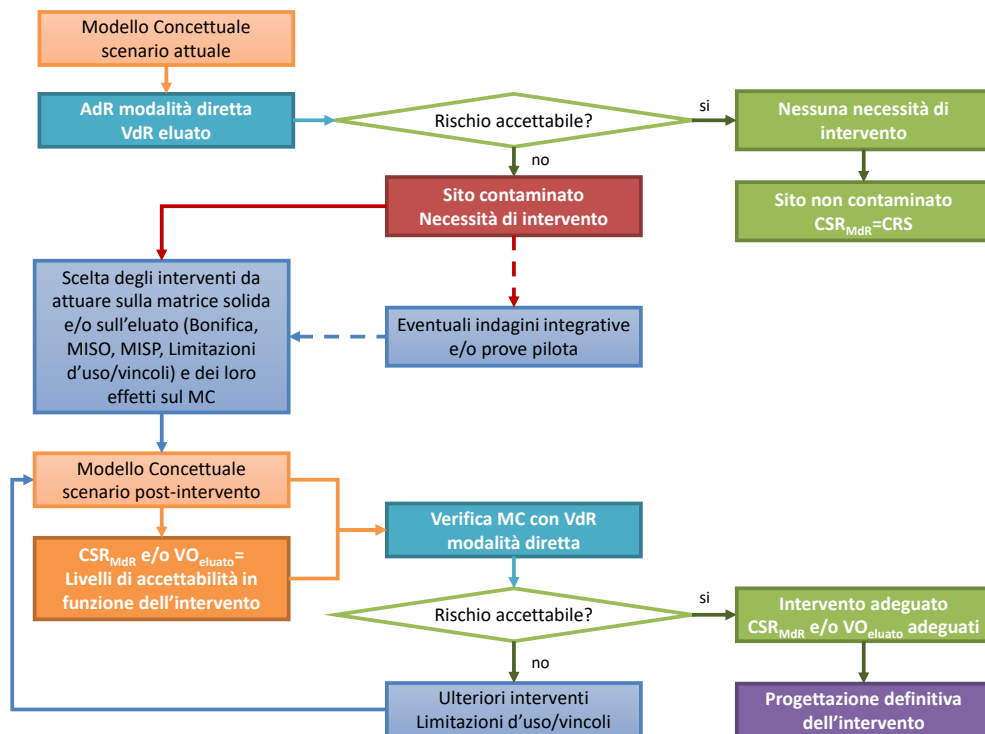 Modello Concettuale
scenario attuale
AdR modalità diretta
VdR eluato
Rischio accettabile?
si
Nessuna necessità di
intervento
no
Sito contaminato
Necessità di intervento
Sito non contaminato
CSRMdR=CRS
Scelta degli interventi da
attuare sulla matrice solida
e/o sull’eluato (Bonifica,
MISO, MISP, Limitazioni
d’uso/vincoli) e dei loro
effetti sul MC
Eventuali indagini integrative
e/o prove pilota
Modello Concettuale
scenario post-intervento
CSRMdR e/o VOeluato=
Livelli di accettabilità in
funzione dell’intervento
Verifica MC con VdR
modalità diretta
Rischio accettabile?
si
Intervento adeguato
CSRMdR e/o VOeluato adeguati
no
Ulteriori interventi
Limitazioni d’uso/vincoli
Progettazione definitiva
dell’intervento